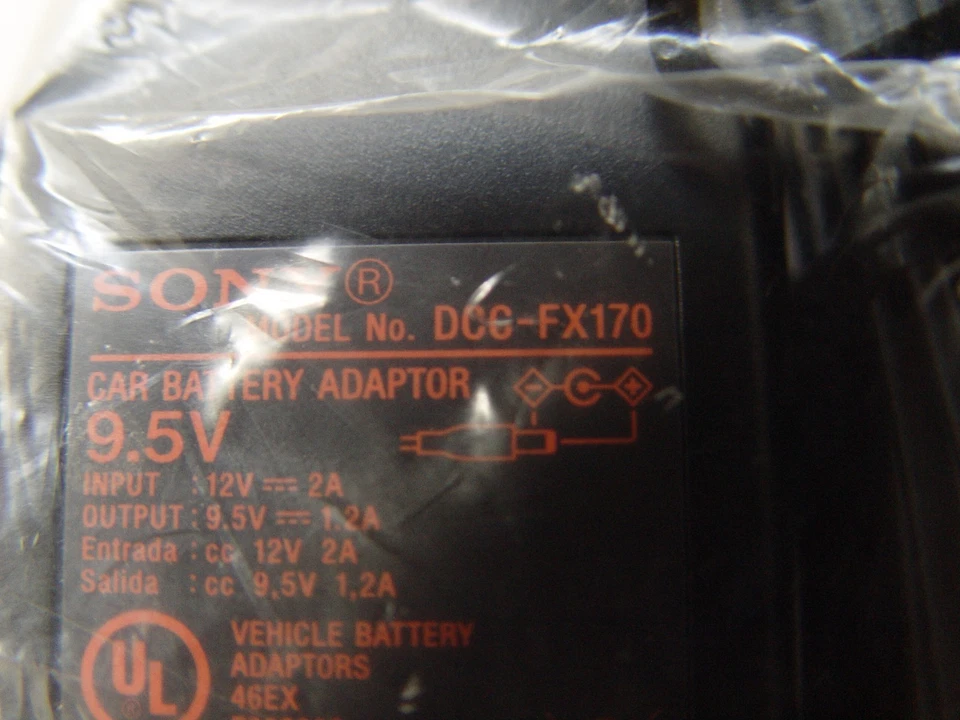 SONY®
MODEL No. DCC-FX170
CAR BATTERY ADAPTOR
9.5V
INPUT : 12V ⎓ 2A
OUTPUT : 9.5V ⎓ 1.2A
Entrada : cc 12V 2A
Salida : cc 9,5V 1,2A
UL®
VEHICLE BATTERY
ADAPTORS
46EX